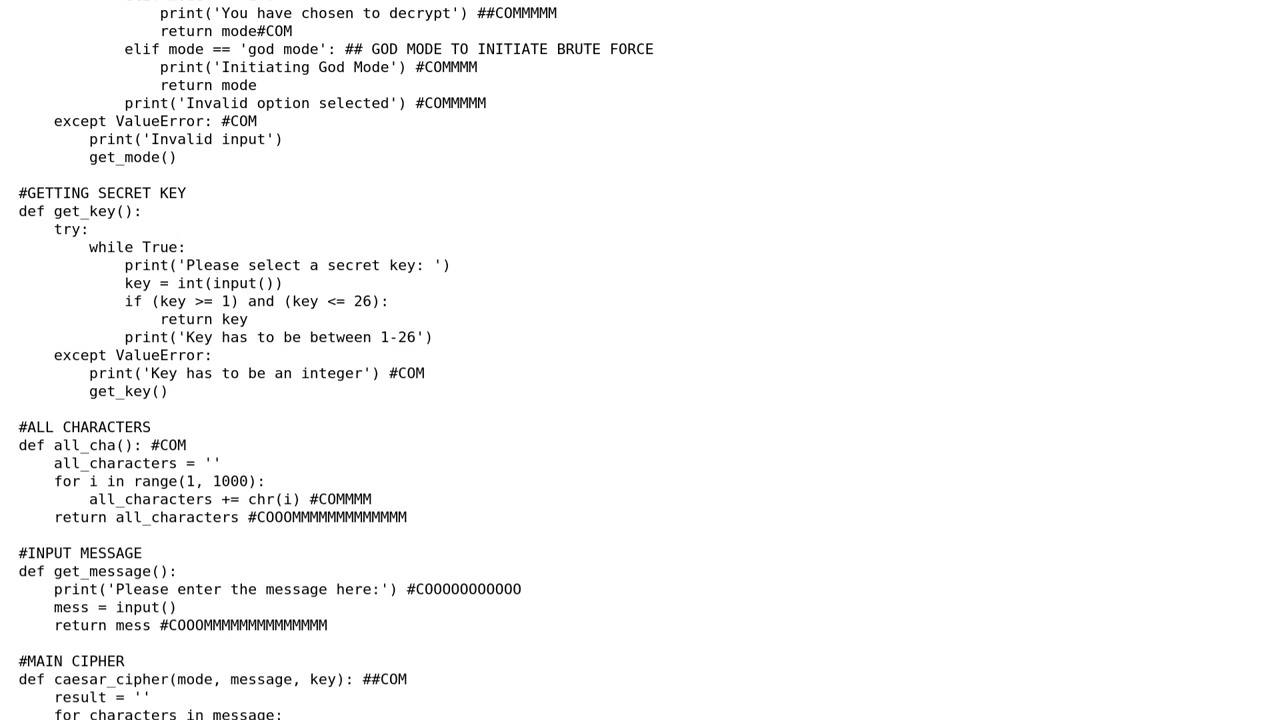 print('You have chosen to decrypt') ##COMMMMM
return mode#COM
elif mode == 'god mode': ## GOD MODE TO INITIATE BRUTE FORCE
print('Initiating God Mode') #COMMMM
return mode
print('Invalid option selected') #COMMMMM
except ValueError: #COM
print('Invalid input')
get_mode()
#GETTING SECRET KEY
def get_key():
try:
while True:
print('Please select a secret key: ')
key = int(input())
if (key >= 1) and (key <= 26):
return key
print('Key has to be between 1-26')
except ValueError:
print('Key has to be an integer') #COM
get_key()
#ALL CHARACTERS
def all_cha(): #COM
all_characters = ''
for i in range(1, 1000):
all_characters += chr(i) #COMMMM
return all_characters #COOOMMMMMMMMMMMMM
#INPUT MESSAGE
def get_message():
print('Please enter the message here:') #COOOOOOOOOOO
mess = input()
return mess #COOOMMMMMMMMMMMMMM
#MAIN CIPHER
def caesar_cipher(mode, message, key): ##COM
result = ''
for characters in message: